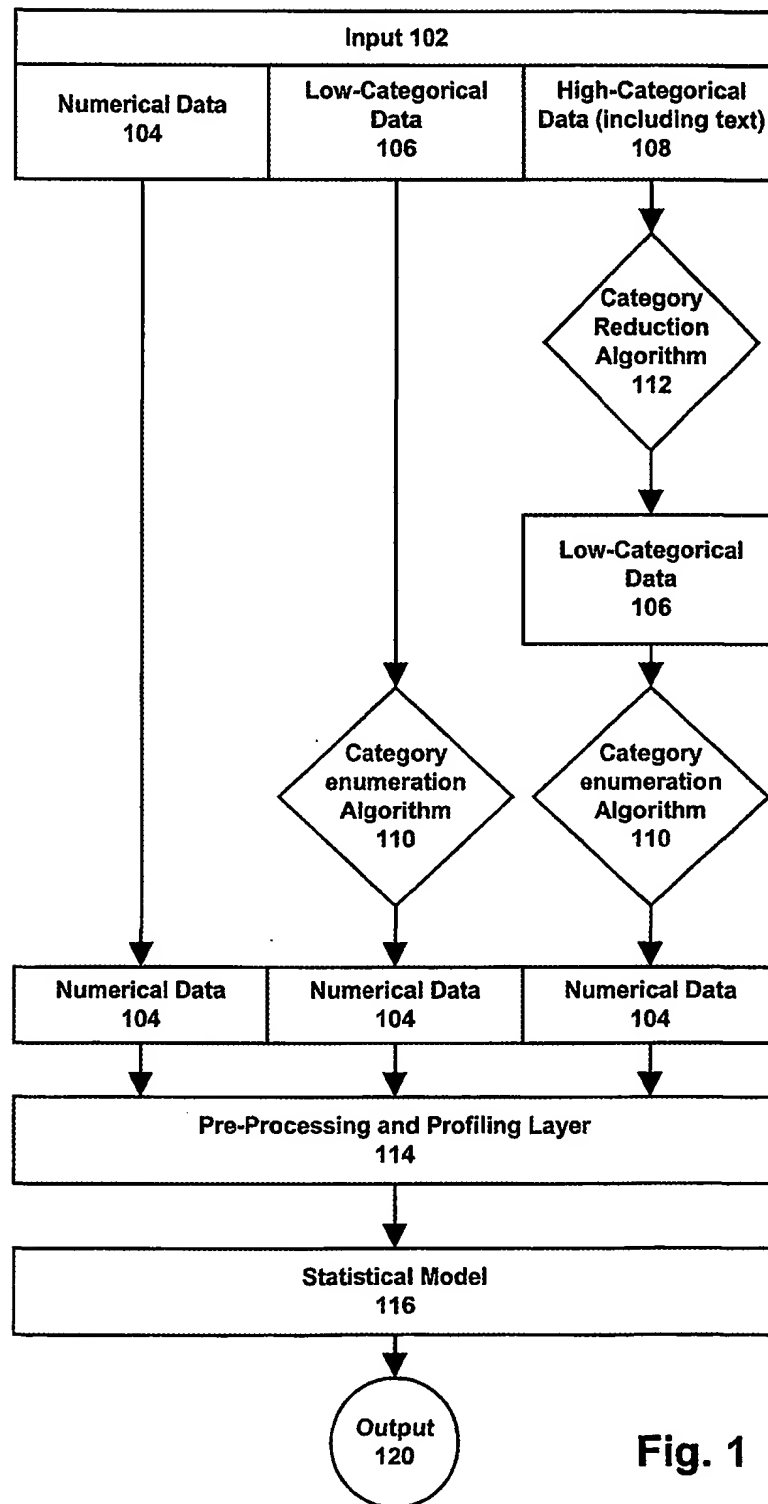 Input 102
Numerical Data
104
Low-Categorical
Data
106
High-Categorical
Data (including text)
108
Category
Reduction
Algorithm
112
Low-Categorical
Data
106
Category
enumeration
Algorithm
110
Category
enumeration
Algorithm
110
Numerical Data
104
Numerical Data
104
Numerical Data
104
Pre-Processing and Profiling Layer
114
Statistical Model
116
Output
120
Fig. 1